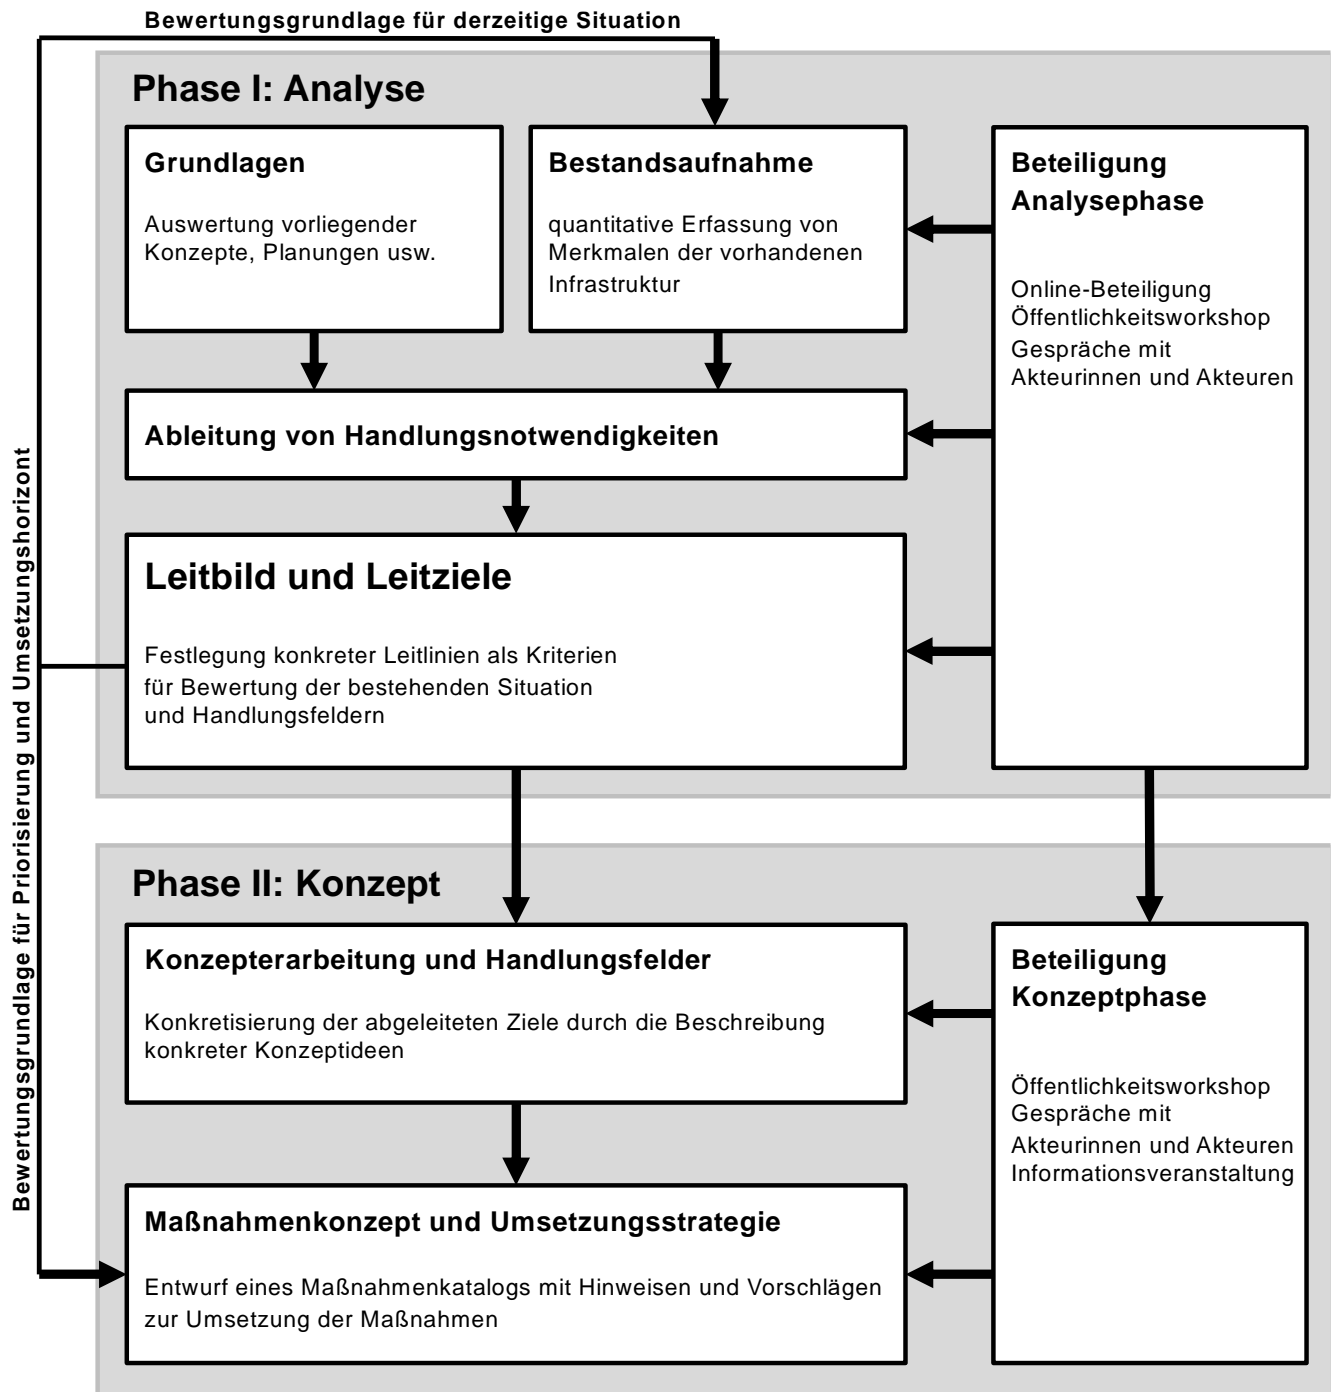 Bewertungsgrundlage für derzeitige Situation
Bewertungsgrundlage für Priorisierung und Umsetzungshorizont
Phase I: Analyse
Grundlagen
Auswertung vorliegender
Konzepte, Planungen usw.
Bestandsaufnahme
quantitative Erfassung von
Merkmalen der vorhandenen
Infrastruktur
Beteiligung
Analysephase
Online-Beteiligung
Öffentlichkeitsworkshop
Gespräche mit
Akteurinnen und Akteuren
Ableitung von Handlungsnotwendigkeiten
Leitbild und Leitziele
Festlegung konkreter Leitlinien als Kriterien
für Bewertung der bestehenden Situation
und Handlungsfeldern
Phase II: Konzept
Konzepterarbeitung und Handlungsfelder
Konkretisierung der abgeleiteten Ziele durch die Beschreibung
konkreter Konzeptideen
Beteiligung
Konzeptphase
Öffentlichkeitsworkshop
Gespräche mit
Akteurinnen und Akteuren
Informationsveranstaltung
Maßnahmenkonzept und Umsetzungsstrategie
Entwurf eines Maßnahmenkatalogs mit Hinweisen und Vorschlägen
zur Umsetzung der Maßnahmen